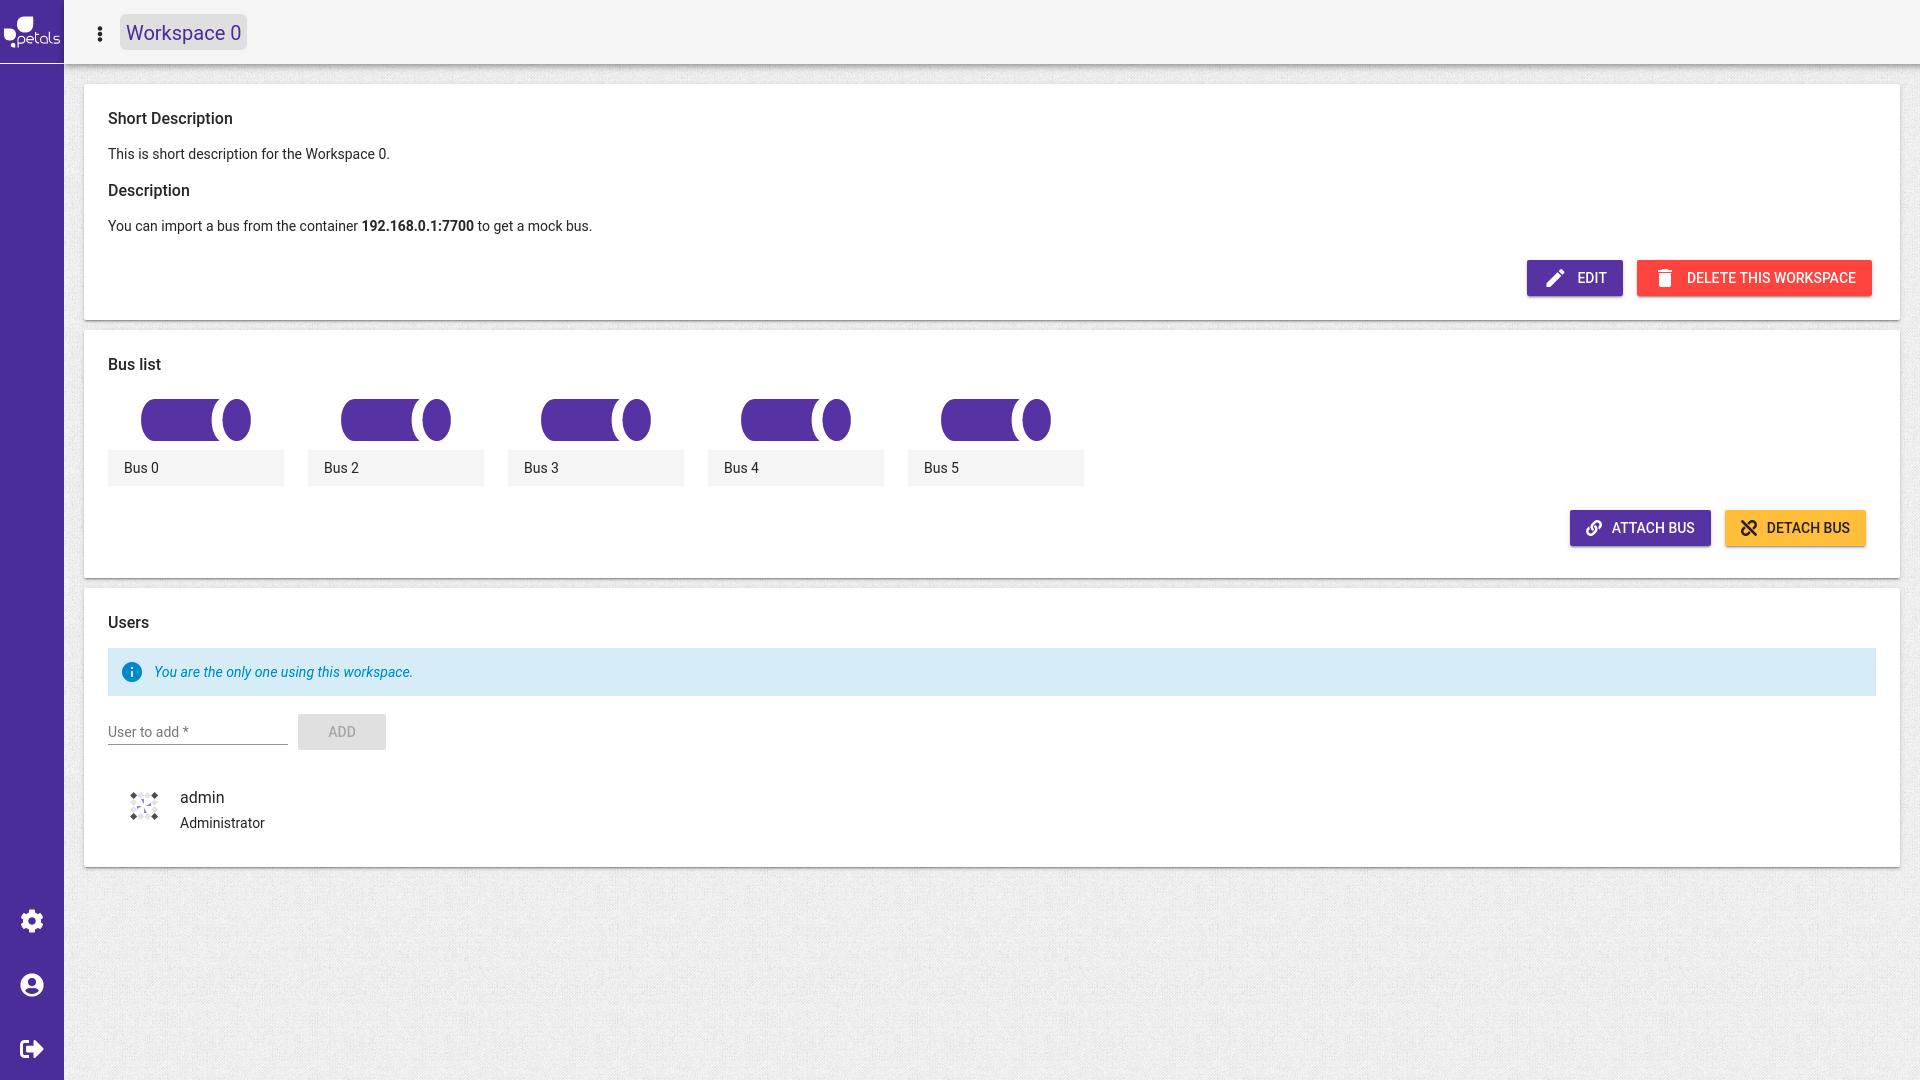 petals
Workspace 0
Short Description
This is short description for the Workspace 0.
Description
You can import a bus from the container 192.168.0.1:7700 to get a mock bus.
EDIT
DELETE THIS WORKSPACE
Bus list
Bus 0
Bus 2
Bus 3
Bus 4
Bus 5
ATTACH BUS
DETACH BUS
Users
You are the only one using this workspace.
User to add *
ADD
admin
Administrator